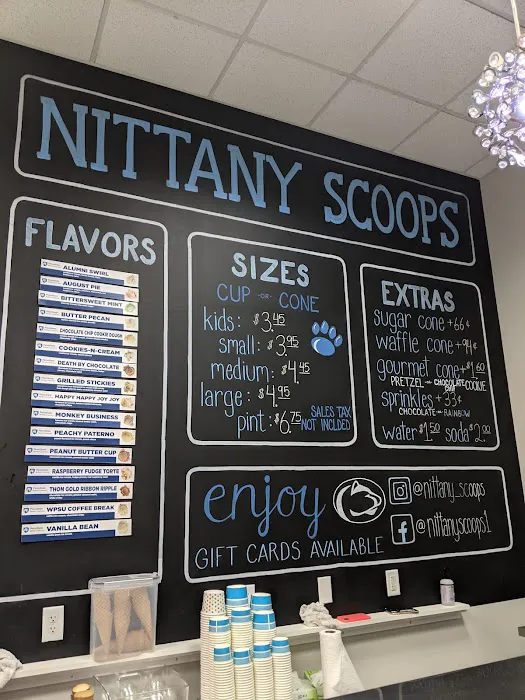 NITTANY SCOOPS
FLAVORS
ALUMNI SWIRL
AUGUST PIE
BITTERSWEET MINT
BUTTER PECAN
CHOCOLATE CHIP COOKIE DOUGH
COOKIES-N-CREAM
DEATH BY CHOCOLATE
GRILLED STICKIES
HAPPY HAPPY JOY JOY
MONKEY BUSINESS
PEACHY PATERNO
PEANUT BUTTER CUP
RASPBERRY FUDGE TORTE
THON GOLD RIBBON RIPPLE
WPSU COFFEE BREAK
VANILLA BEAN
SIZES
CUP -OR- CONE
kids: $3.45
small: $3.95
medium: $4.45
large: $4.95
pint: $6.75
SALES TAX
NOT INCLUDED
EXTRAS
sugar cone +66¢
waffle cone +94¢
gourmet cone +$1.60
PRETZEL -OR- CHOCOLATE COOKIE
sprinkles +33¢
CHOCOLATE -OR- RAINBOW
water $1.50 soda $2.00
enjoy
GIFT CARDS AVAILABLE
@nittany_scoops
@nittanyscoops1